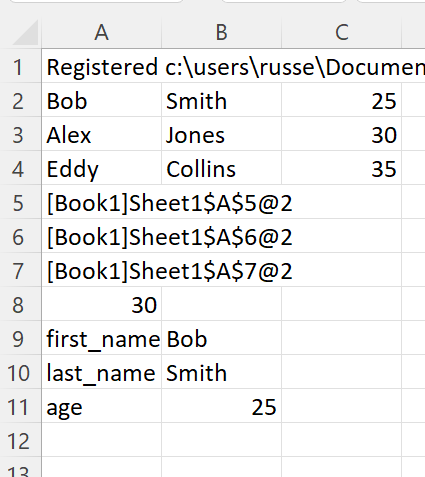 A B C
1 Registered c:\users\russe\Documen
2 Bob Smith 25
3 Alex Jones 30
4 Eddy Collins 35
5 [Book1]Sheet1$A$5@2
6 [Book1]Sheet1$A$6@2
7 [Book1]Sheet1$A$7@2
8 30
9 first_name Bob
10 last_name Smith
11 age 25
12
13